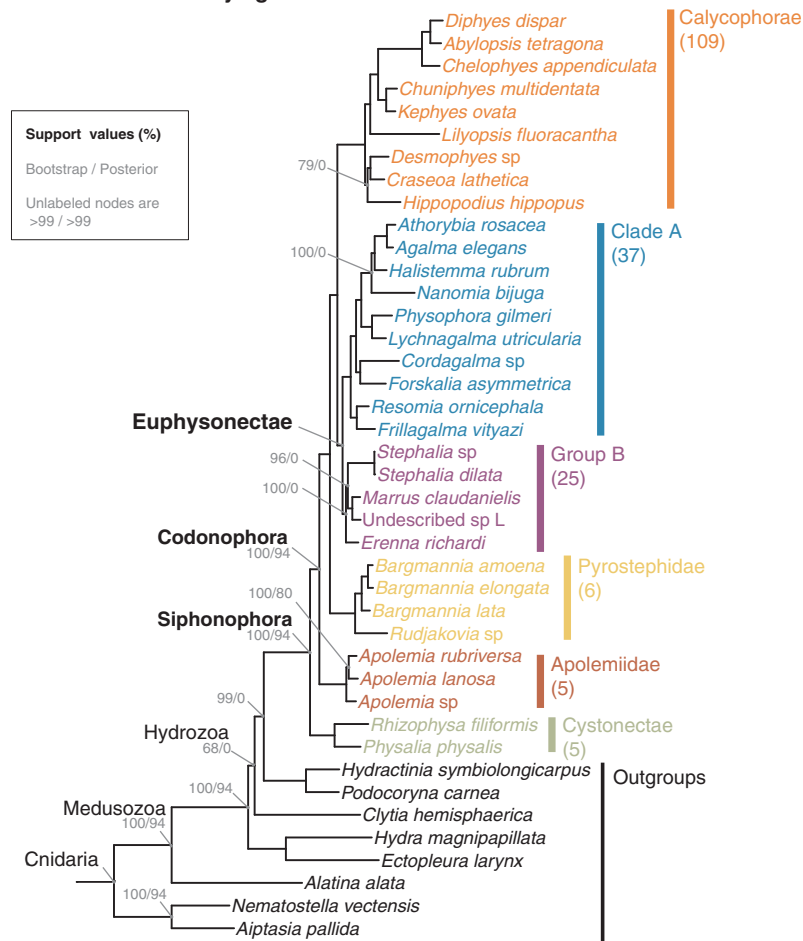 Diphyes dispar
Abylopsis tetragona
Chelophyes appendiculata
Calycophorae
(109)
Chuniphyes multidentata
Kephyes ovata
Lilyopsis fluoracantha
Support values (%)
Bootstrap / Posterior
Unlabeled nodes are
>99 / >99
79/0
Desmophyes sp
Craseoa lathetica
Hippopodius hippopus
Athorybia rosacea
Agalma elegans
Clade A
(37)
100/0
Halistemma rubrum
Nanomia bijuga
Physophora gilmeri
Lychnagalma utricularia
Cordagalma sp
Forskalia asymmetrica
Resomia ornicephala
Frillagalma vityazi
Euphysonectae
Stephalia sp
Stephalia dilata
Group B
(25)
96/0
100/0
Marrus claudanielis
Undescribed sp L
Erenna richardi
Codonophora
100/94
Bargmannia amoena
Bargmannia elongata
Bargmannia lata
Rudjakovia sp
Pyrostephidae
(6)
100/80
Siphonophora
100/94
Apolemia rubriversa
Apolemia lanosa
Apolemia sp
Apolemiidae
(5)
Rhizophysa filiformis
Physalia physalis
Cystonectae
(5)
99/0
Hydrozoa
68/0
Hydractinia symbiolongicarpus
Podocoryna carnea
Outgroups
100/94
Clytia hemisphaerica
Medusozoa
100/94
Hydra magnipapillata
Ectopleura larynx
Cnidaria
Alatina alata
100/94
Nematostella vectensis
Aiptasia pallida